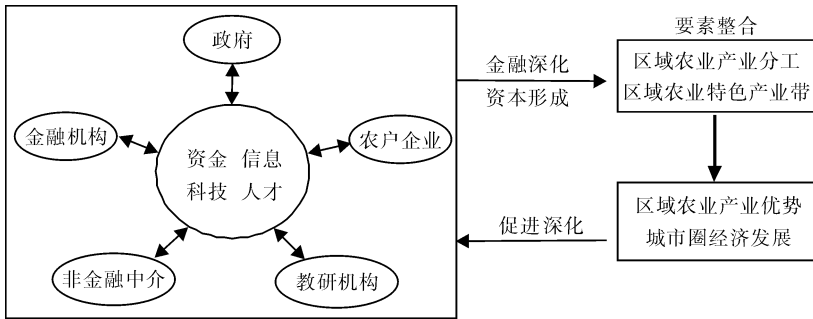 政府
金融机构
农户企业
资金 信息
科技 人才
非金融中介
教研机构
金融深化
资本形成
要素整合
区域农业产业分工
区域农业特色产业带
区域农业产业优势
城市圈经济发展
促进深化